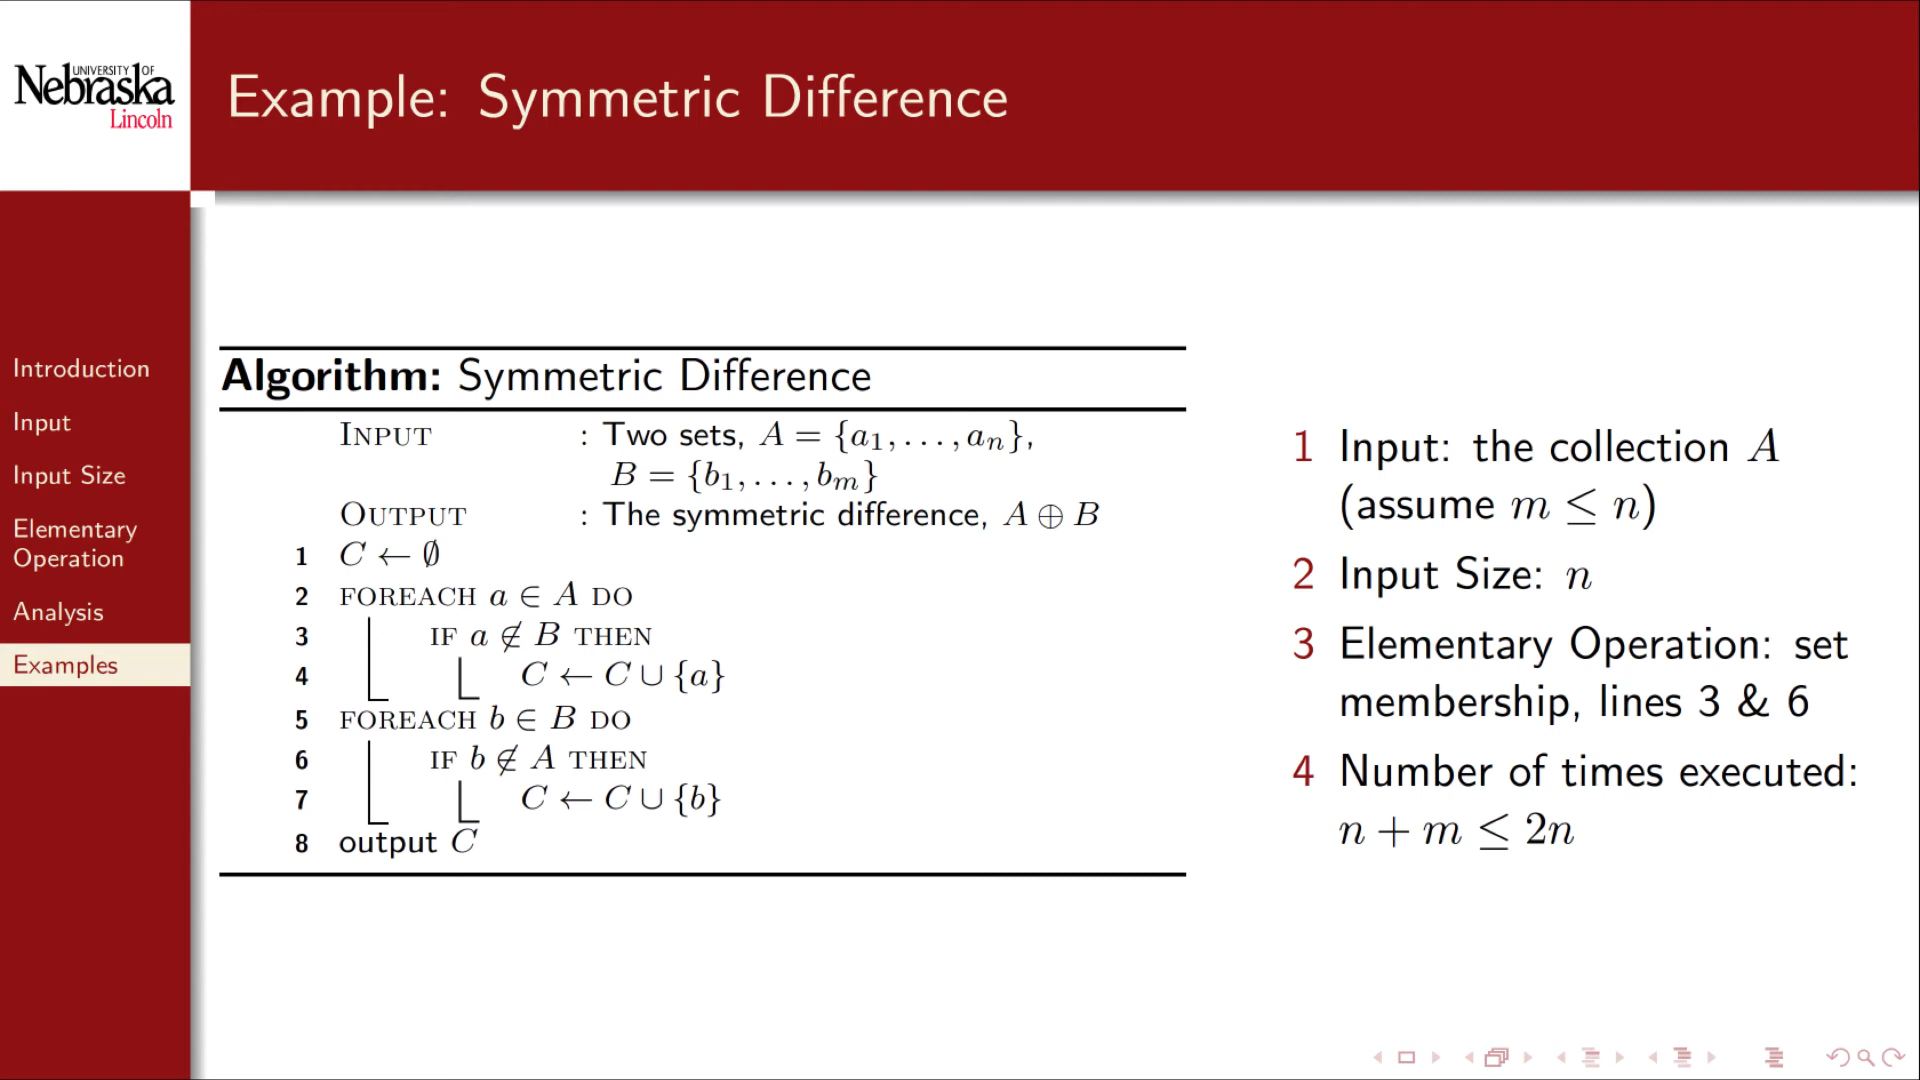 UNIVERSITY OF
Nebraska
Lincoln
Example: Symmetric Difference
Introduction
Input
Input Size
Elementary
Operation
Analysis
Examples
Algorithm: Symmetric Difference
INPUT : Two sets, A = {a₁, . . . , aₙ},
B = {b₁, . . . , bₘ}
OUTPUT : The symmetric difference, A ⊕ B
1 C ← ∅
2 FOREACH a ∈ A DO
3 IF a ∉ B THEN
4 C ← C ∪ {a}
5 FOREACH b ∈ B DO
6 IF b ∉ A THEN
7 C ← C ∪ {b}
8 output C
1 Input: the collection A
(assume m ≤ n)
2 Input Size: n
3 Elementary Operation: set
membership, lines 3 & 6
4 Number of times executed:
n + m ≤ 2n